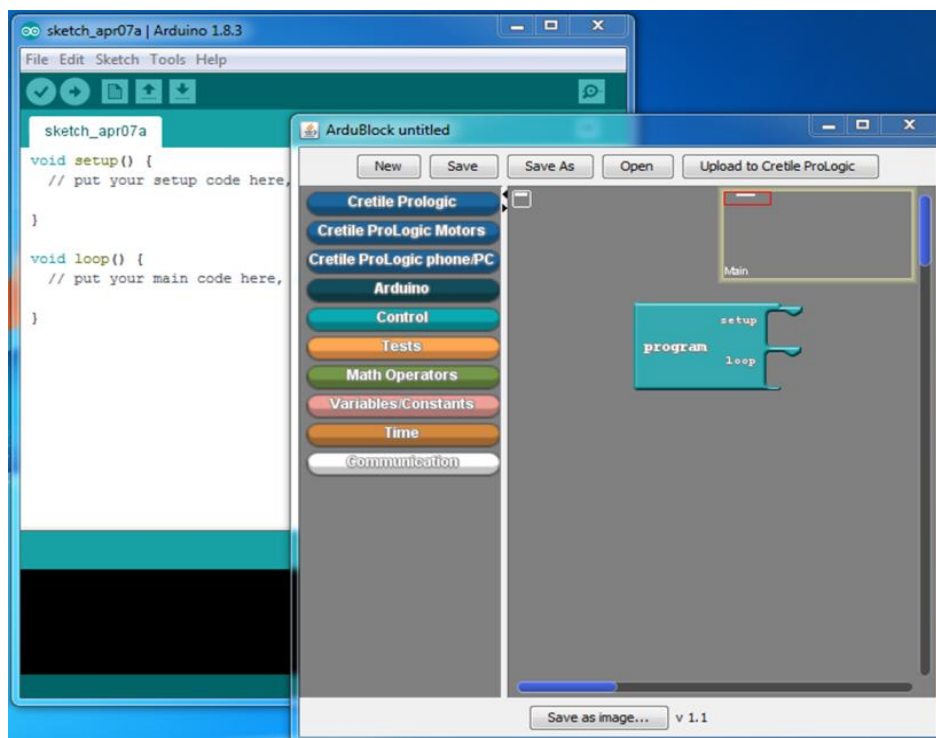 sketch_apr07a | Arduino 1.8.3
File Edit Sketch Tools Help
sketch_apr07a
void setup() {
// put your setup code here,
}
void loop() {
// put your main code here,
}
ArduBlock untitled
New Save Save As Open Upload to Cretile ProLogic
Cretile Prologic
Cretile ProLogic Motors
Cretile ProLogic phone/PC
Arduino
Control
Tests
Math Operators
Variables/Constants
Time
Communication
Main
setup
program
loop
Save as image... v 1.1